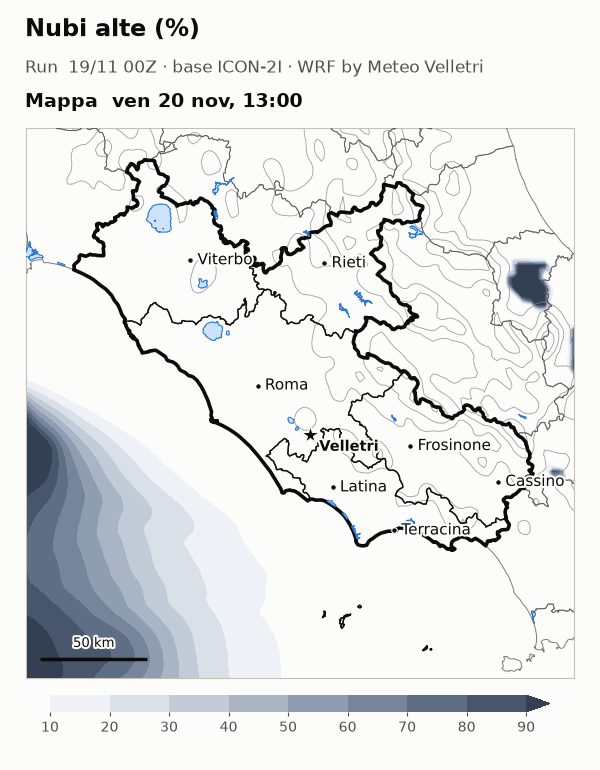 Nubi alte (%)
Run  19/11 00Z · base ICON-2I · WRF by Meteo Velletri
Mappa  ven 20 nov, 13:00
Viterbo
Rieti
Roma
Velletri
Frosinone
Cassino
Latina
Terracina
50 km
10 20 30 40 50 60 70 80 90